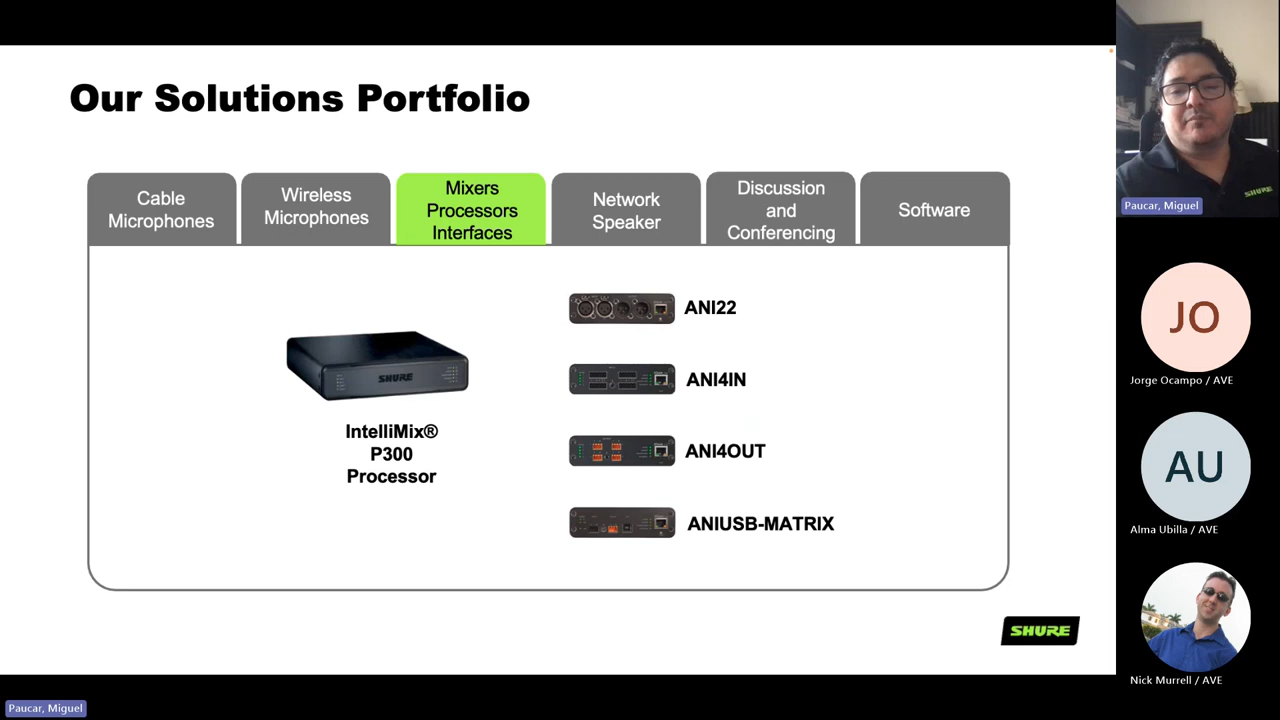 Our Solutions Portfolio
Cable
Microphones
Wireless
Microphones
Mixers
Processors
Interfaces
Network
Speaker
Discussion
and
Conferencing
Software
SHURE
IntelliMix®
P300
Processor
ANI22
ANI4IN
ANI4OUT
ANIUSB-MATRIX
SHURE
SHURE
Paucar, Miguel
JO
Jorge Ocampo / AVE
AU
Alma Ubilla / AVE
Nick Murrell / AVE
Paucar, Miguel